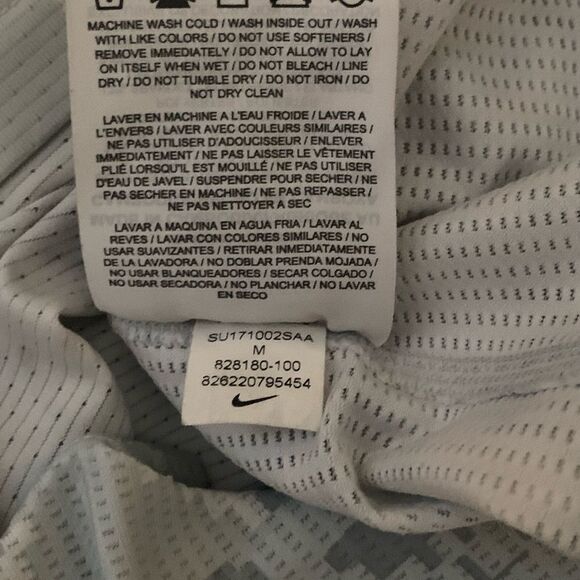 MACHINE WASH COLD / WASH INSIDE OUT / WASH
WITH LIKE COLORS / DO NOT USE SOFTENERS /
REMOVE IMMEDIATELY / DO NOT ALLOW TO LAY
ON ITSELF WHEN WET / DO NOT BLEACH / LINE
DRY / DO NOT TUMBLE DRY / DO NOT IRON / DO
NOT DRY CLEAN
LAVER EN MACHINE A L'EAU FROIDE / LAVER A
L'ENVERS / LAVER AVEC COULEURS SIMILAIRES /
NE PAS UTILISER D'ADOUCISSEUR / ENLEVER
IMMEDIATEMENT / NE PAS LAISSER LE VÊTEMENT
PLIÉ LORSQU'IL EST MOUILLÉ / NE PAS UTILISER
D'EAU DE JAVEL / SUSPENDRE POUR SECHER / NE
PAS SECHER EN MACHINE / NE PAS REPASSER /
NE PAS NETTOYER A SEC
LAVAR A MAQUINA EN AGUA FRIA / LAVAR AL
REVES / LAVAR CON COLORES SIMILARES / NO
USAR SUAVIZANTES / RETIRAR INMEDIATAMENTE
DE LA LAVADORA / NO DOBLAR PRENDA MOJADA /
NO USAR BLANQUEADORES / SECAR COLGADO /
NO USAR SECADORA / NO PLANCHAR / NO LAVAR
EN SECO
SU171002SAA
M
828180-100
826220795454